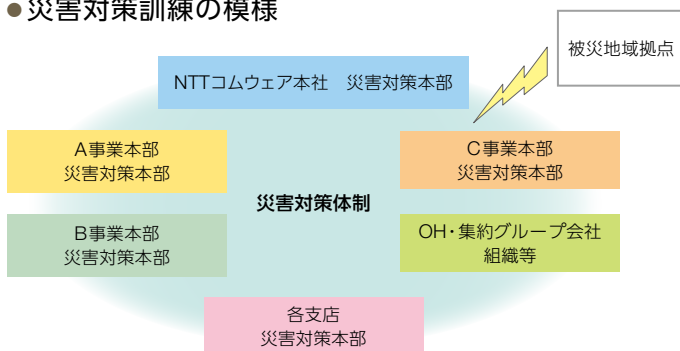 ●災害対策訓練の模様
被災地域拠点
NTTコムウェア本社 災害対策本部
A事業本部
災害対策本部
C事業本部
災害対策本部
災害対策体制
B事業本部
災害対策本部
OH・集約グループ会社
組織等
各支店
災害対策本部